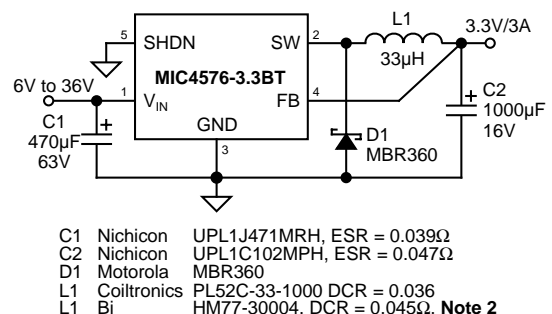 L1
3.3V/3A
5
SHDN
SW
2
33µH
MIC4576-3.3BT
6V to 36V
1
VIN
FB
4
C2
1000µF
16V
C1
470µF
63V
GND
3
D1
MBR360
C1 Nichicon UPL1J471MRH, ESR = 0.039Ω
C2 Nichicon UPL1C102MPH, ESR = 0.047Ω
D1 Motorola MBR360
L1 Coiltronics PL52C-33-1000 DCR = 0.036
L1 Bi HM77-30004, DCR = 0.045Ω, Note 2